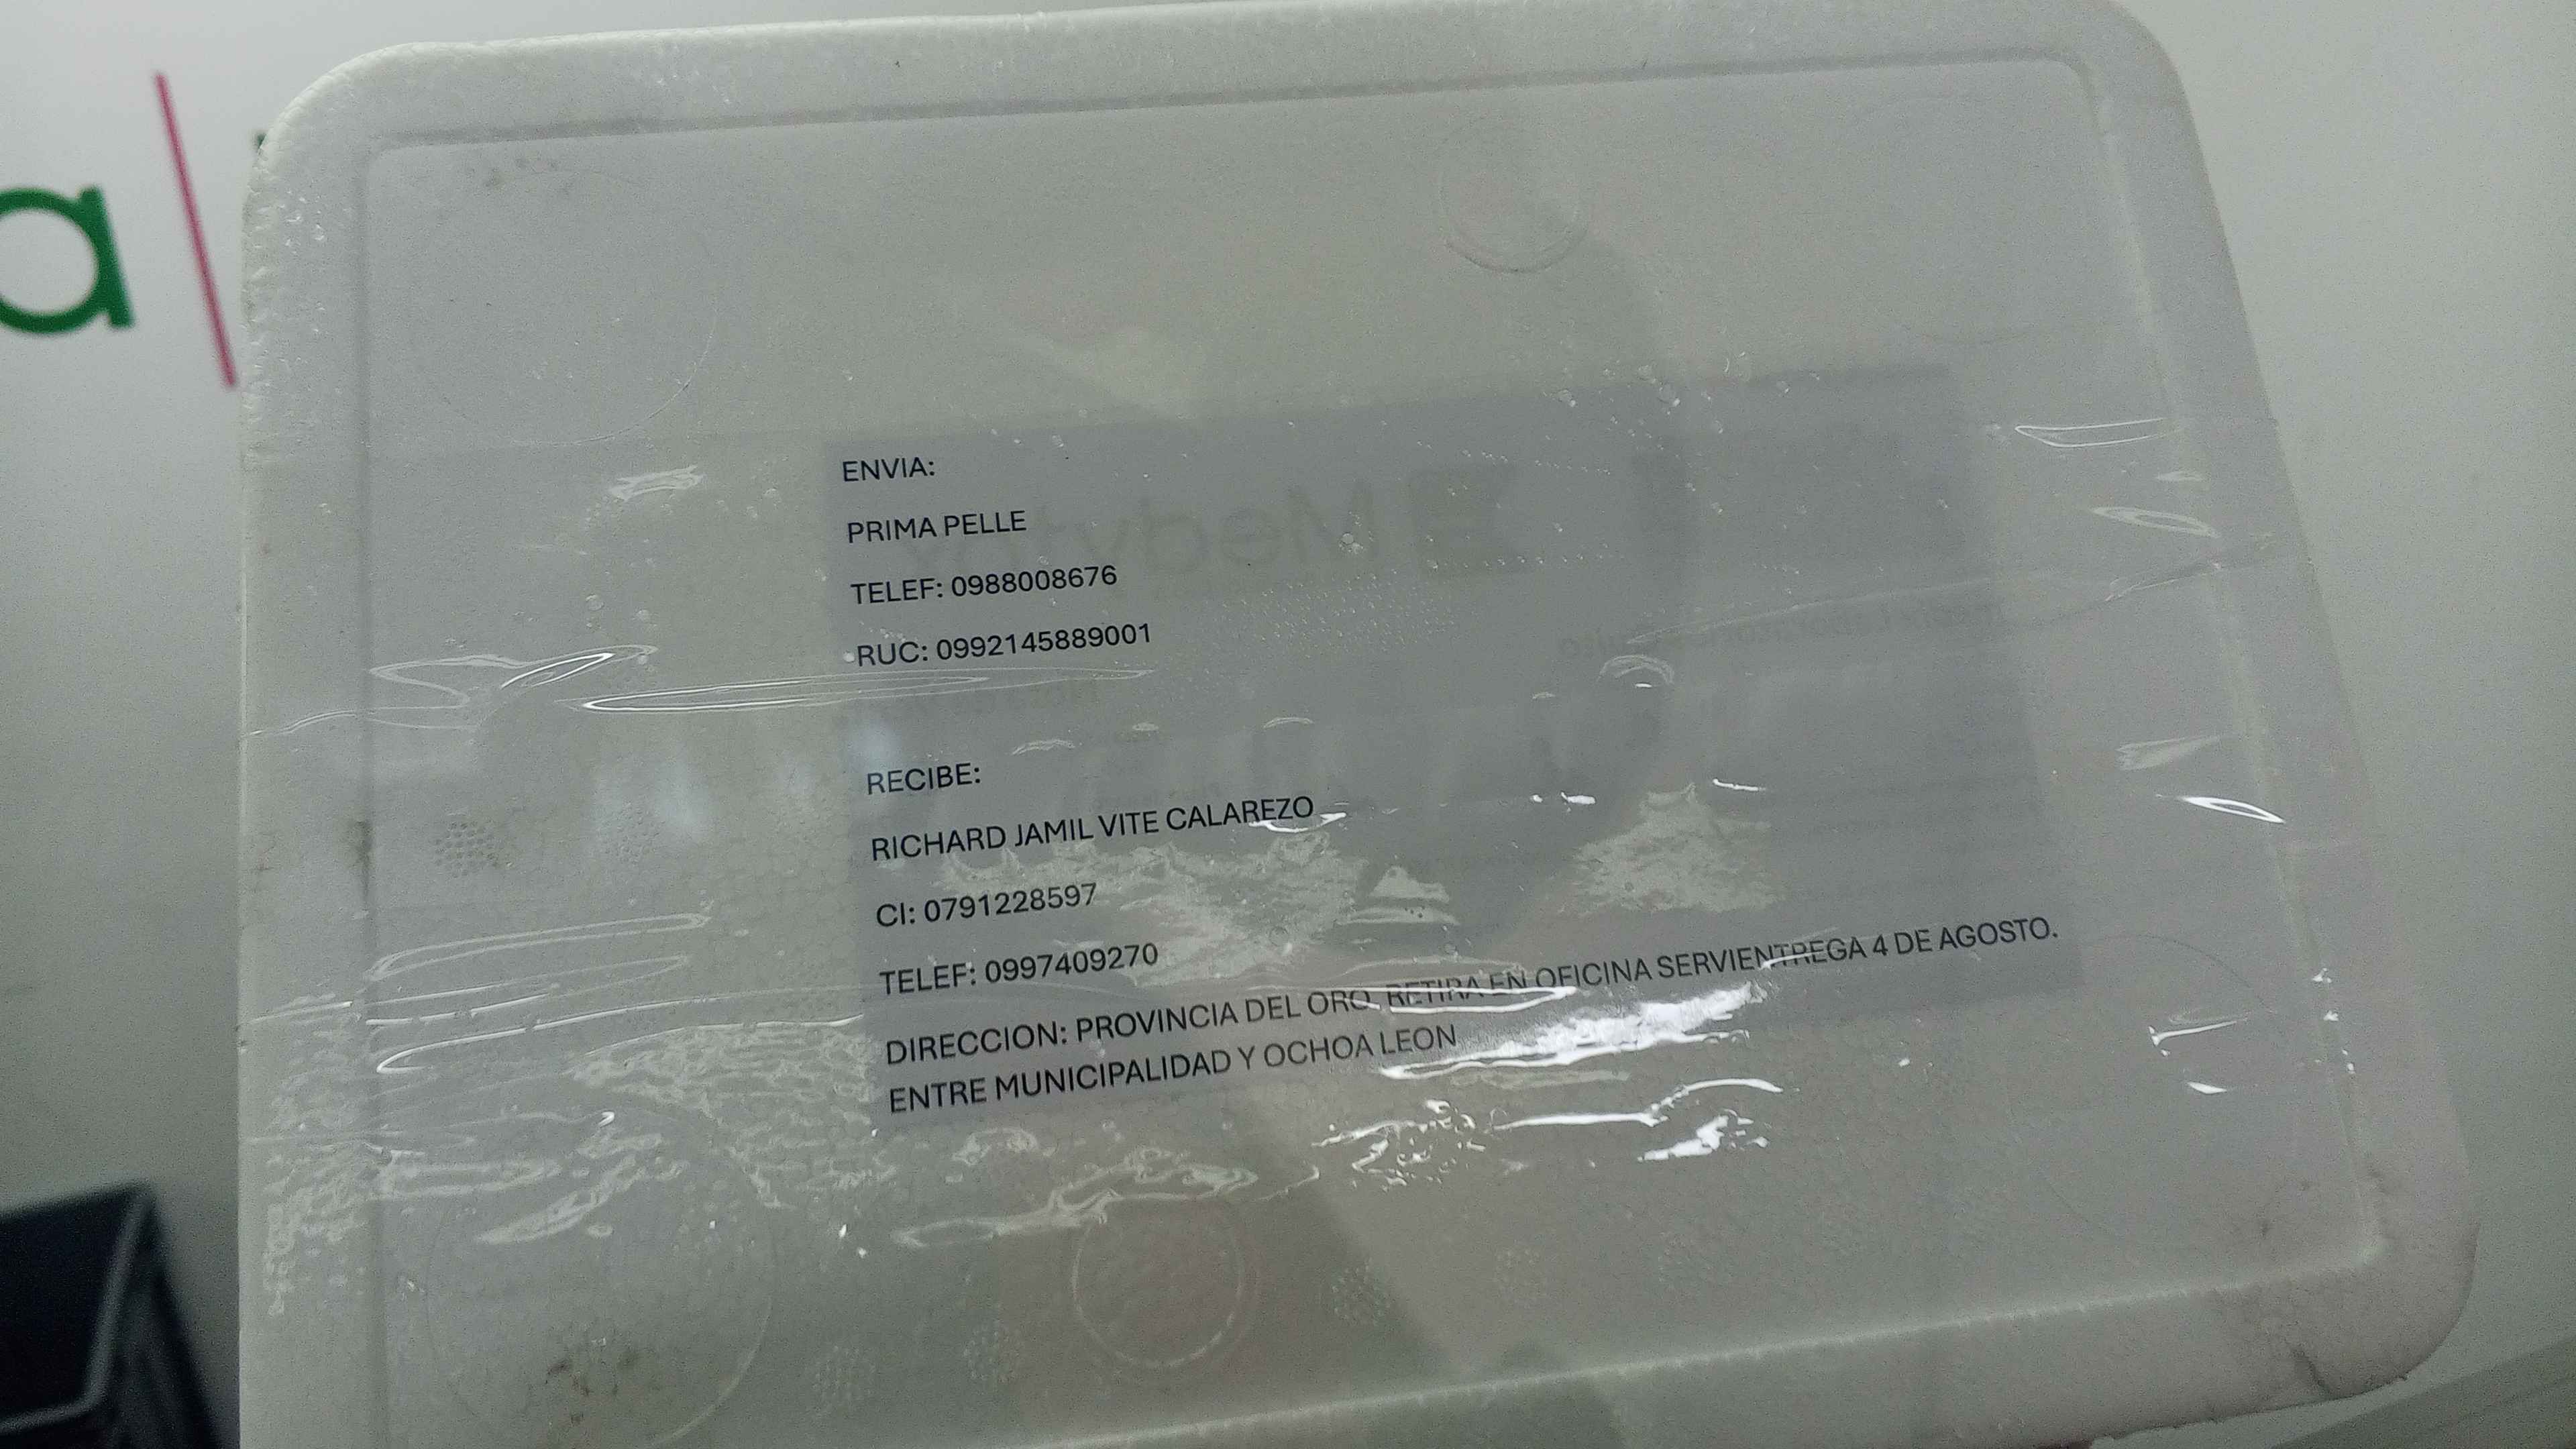 a
ENVIA:
PRIMA PELLE
TELEF: 0988008676
RUC: 0992145889001
RECIBE:
RICHARD JAMIL VITE CALAREZO
CI: 0791228597
TELEF: 0997409270
DIRECCION: PROVINCIA DEL ORO. RETIRA EN OFICINA SERVIENTREGA 4 DE AGOSTO.
ENTRE MUNICIPALIDAD Y OCHOA LEON